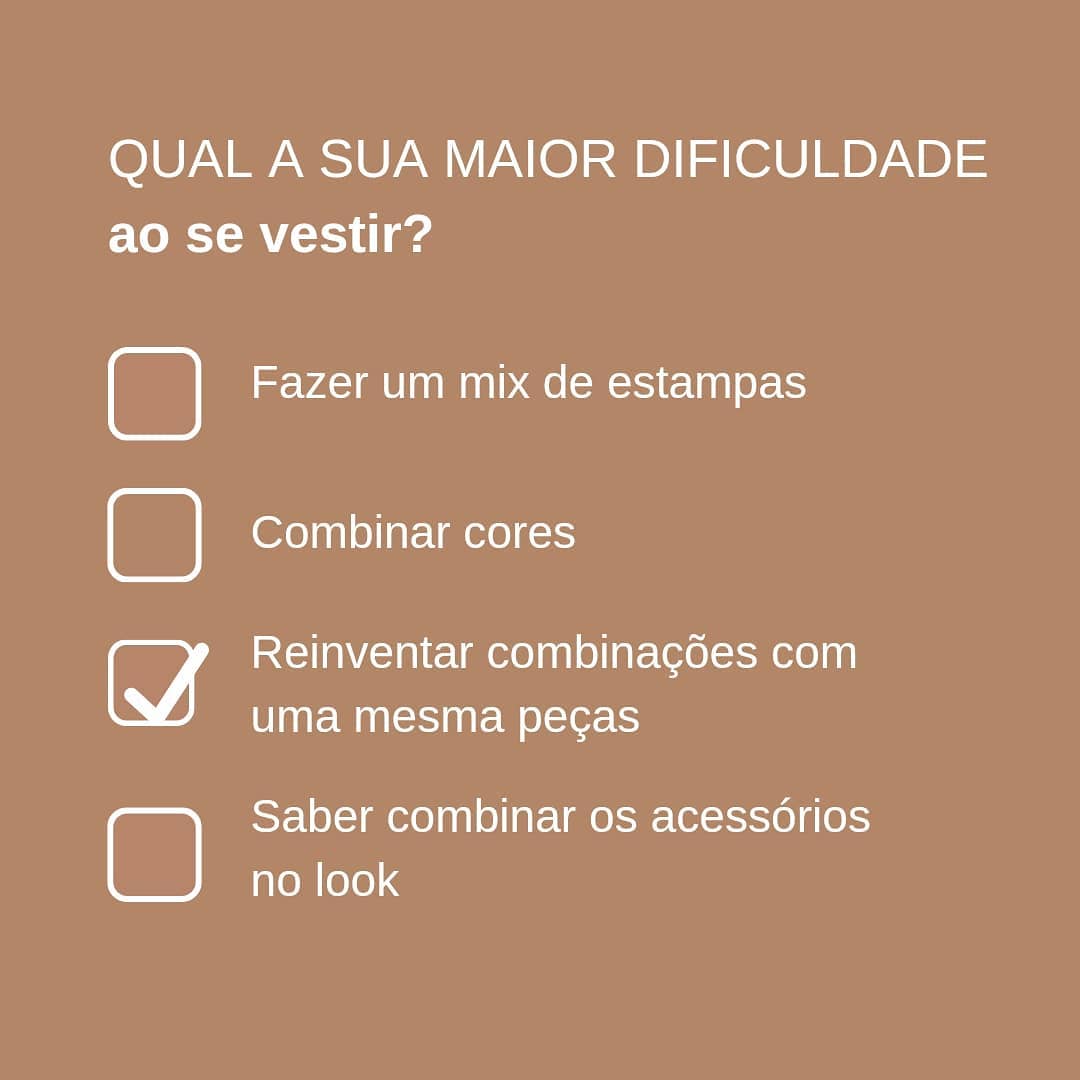 QUAL A SUA MAIOR DIFICULDADE
ao se vestir?
Fazer um mix de estampas
Combinar cores
Reinventar combinações com
uma mesma peças
Saber combinar os acessórios
no look